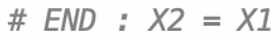 # END : X2 = X1